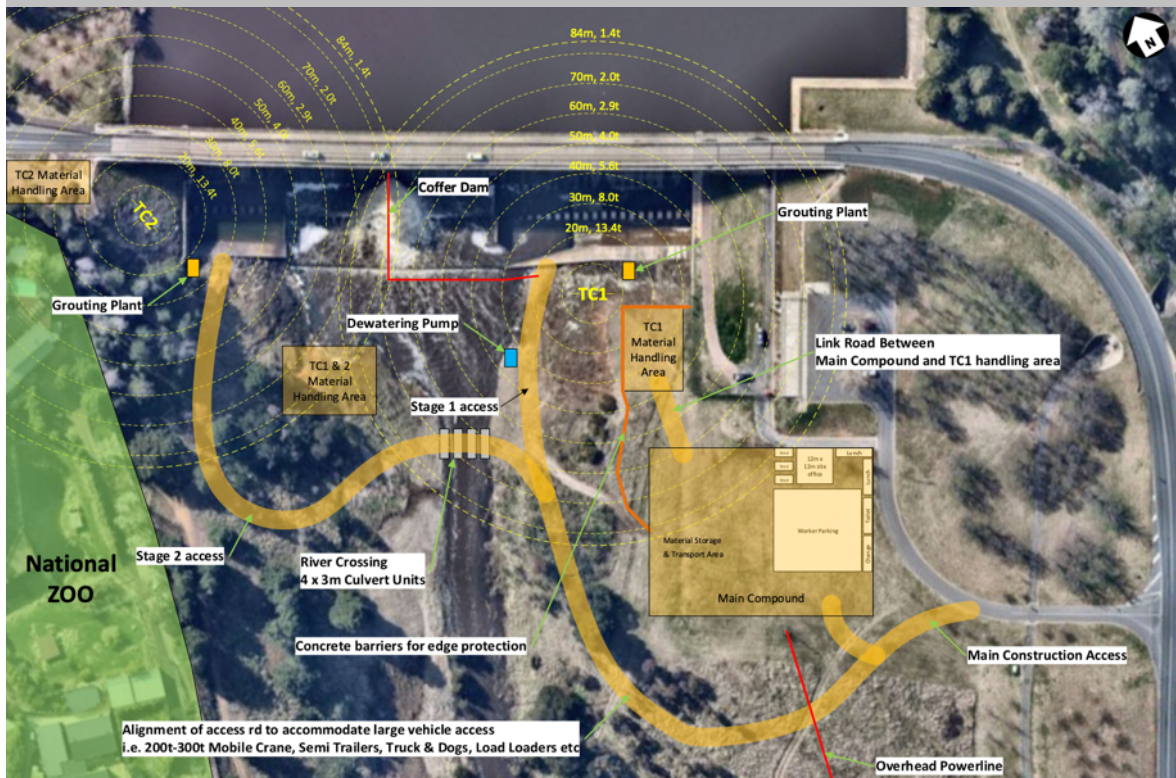 N
84m, 1.4t
70m, 2.0t
60m, 2.9t
50m, 4.0t
40m, 5.6t
30m, 8.0t
20m, 13.4t
84m, 1.4t
70m, 2.0t
60m, 2.9t
50m, 4.0t
40m, 5.6t
30m, 8.0t
20m, 13.4t
TC2 Material
Handling Area
TC2
Coffer Dam
Grouting Plant
Grouting Plant
TC1
Dewatering Pump
TC1
Material
Handling
Area
Link Road Between
Main Compound and TC1 handling area
TC1 & 2
Material
Handling Area
Stage 1 access
12m x
12m site
office
Lunch
Lunch
Toilet
Change
Worker Parking
Material Storage
& Transport Area
Main Compound
Stage 2 access
River Crossing
4 x 3m Culvert Units
National
ZOO
Concrete barriers for edge protection
Main Construction Access
Alignment of access rd to accommodate large vehicle access
i.e. 200t-300t Mobile Crane, Semi Trailers, Truck & Dogs, Load Loaders etc
Overhead Powerline